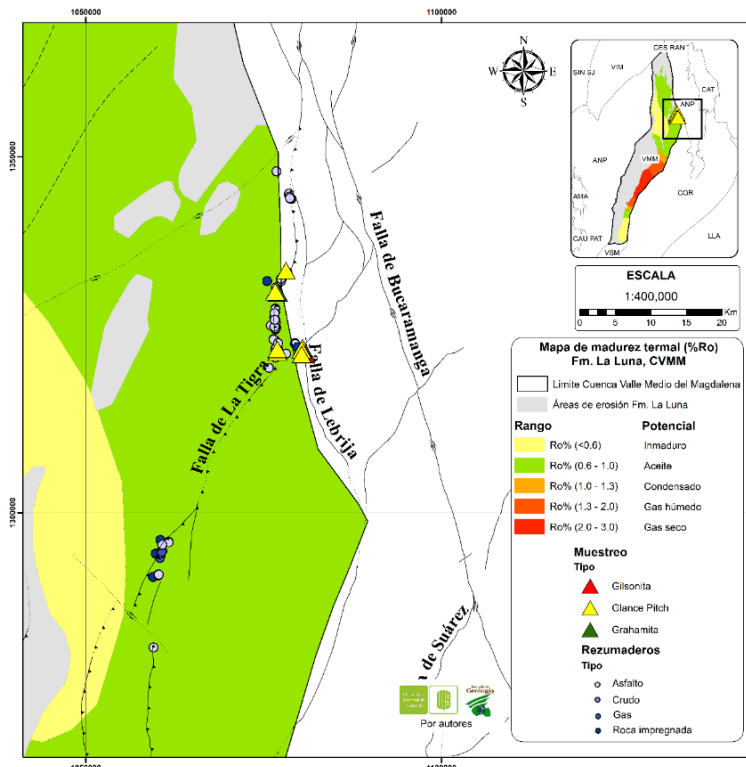 1050000
1100000
1350000
1300000
N
W
E
S
CES RAN
VIM
SIN SJ
CAT
ANP
ANP
VMM
COR
AMA
CAU PAT
LLA
VSM
ESCALA
1:400,000
0
5
10
20
Km
Falla de Bucaramanga
Falla de La Tigra
Falla de Lebrija
de Suárez
Mapa de madurez termal (%Ro)
Fm. La Luna, CVMM
Limite Cuenca Valle Medio del Magdalena
Áreas de erosión Fm. La Luna
Rango Potencial
Ro% (<0.6) Inmaduro
Ro% (0.6 - 1.0) Aceite
Ro% (1.0 - 1.3) Condensado
Ro% (1.3 - 2.0) Gas húmedo
Ro% (2.0 - 3.0) Gas seco
Muestreo
Tipo
Gilsonita
Glance Pitch
Grahamita
Rezumaderos
Tipo
Asfalto
Crudo
Gas
Roca impregnada
Geología
Por autores